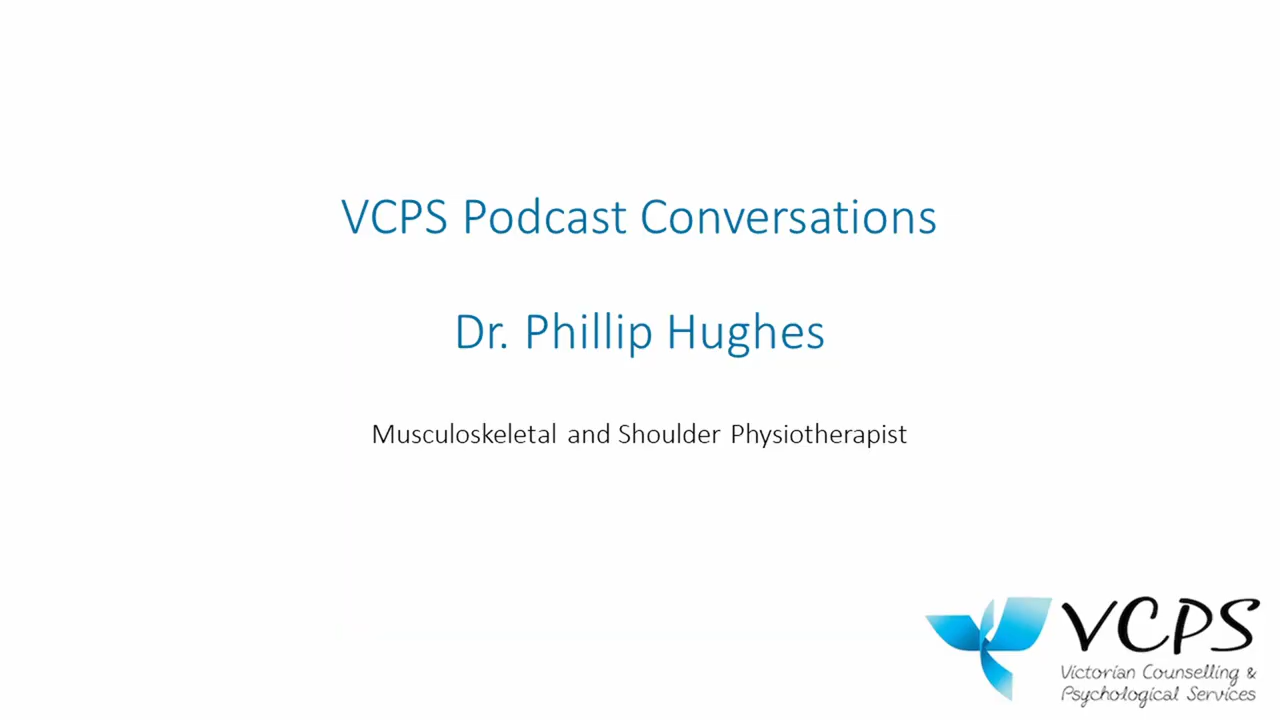 VCPS Podcast Conversations
Dr. Phillip Hughes
Musculoskeletal and Shoulder Physiotherapist
VCPS
Victorian Counselling &
Psychological Services